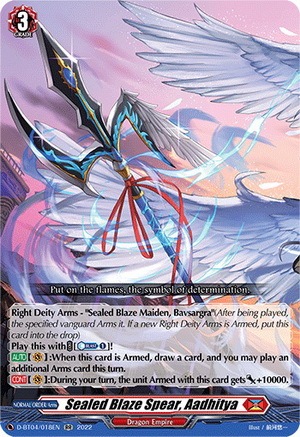 3
GRADE
Put on the flames, the symbol of determination.
Right Deity Arms - "Sealed Blaze Maiden, Bavsargra"(After being played,
the specified vanguard Arms it. If a new Right Deity Arms is Armed, put this
card into the drop)
Play this with [BLAST 1]!
AUTO :When this card is Armed, draw a card, and you may play an
additional Arms card this turn.
CONT :During your turn, the unit Armed with this card gets +10000.
NORMAL ORDER/Arms
Sealed Blaze Spear, Aadhitya
D-BT04/018EN RR 2022
Dragon Empire
Illust /